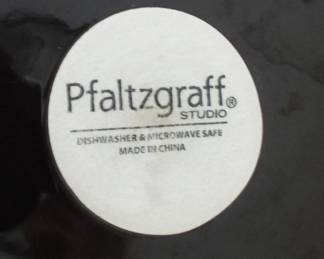 Pfaltzgraff®
STUDIO
DISHWASHER & MICROWAVE SAFE
MADE IN CHINA